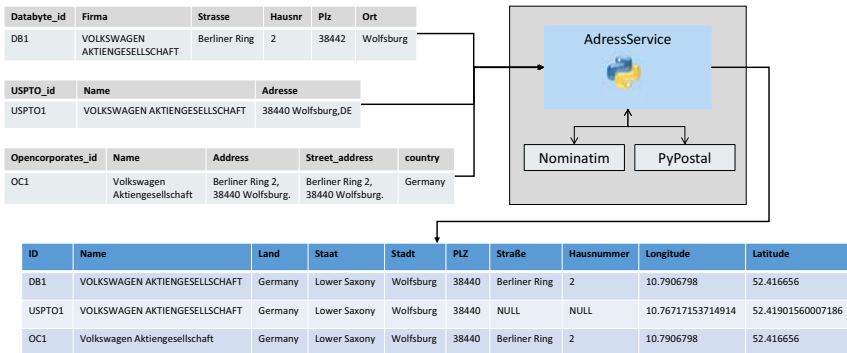 Databyte_id Firma Strasse Hausnr Plz Ort
DB1 VOLKSWAGEN AKTIENGESELLSCHAFT Berliner Ring 2 38442 Wolfsburg
USPTO_id Name Adresse
USPTO1 VOLKSWAGEN AKTIENGESELLSCHAFT 38440 Wolfsburg,DE
Opencorporates_id Name Address Street_address country
OC1 Volkswagen Aktiengesellschaft Berliner Ring 2, 38440 Wolfsburg. Berliner Ring 2, 38440 Wolfsburg. Germany
AdressService
Nominatim PyPostal
ID Name Land Staat Stadt PLZ Straße Hausnummer Longitude Latitude
DB1 VOLKSWAGEN AKTIENGESELLSCHAFT Germany Lower Saxony Wolfsburg 38440 Berliner Ring 2 10.7906798 52.416656
USPTO1 VOLKSWAGEN AKTIENGESELLSCHAFT Germany Lower Saxony Wolfsburg 38440 NULL NULL 10.76717153714914 52.41901560007186
OC1 Volkswagen Aktiengesellschaft Germany Lower Saxony Wolfsburg 38440 Berliner Ring 2 10.7906798 52.416656